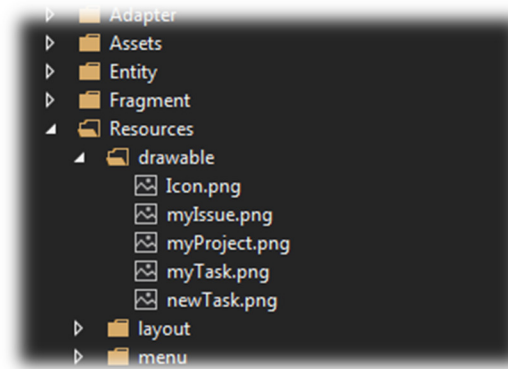 Adapter
Assets
Entity
Fragment
Resources
drawable
Icon.png
myIssue.png
myProject.png
myTask.png
newTask.png
layout
menu